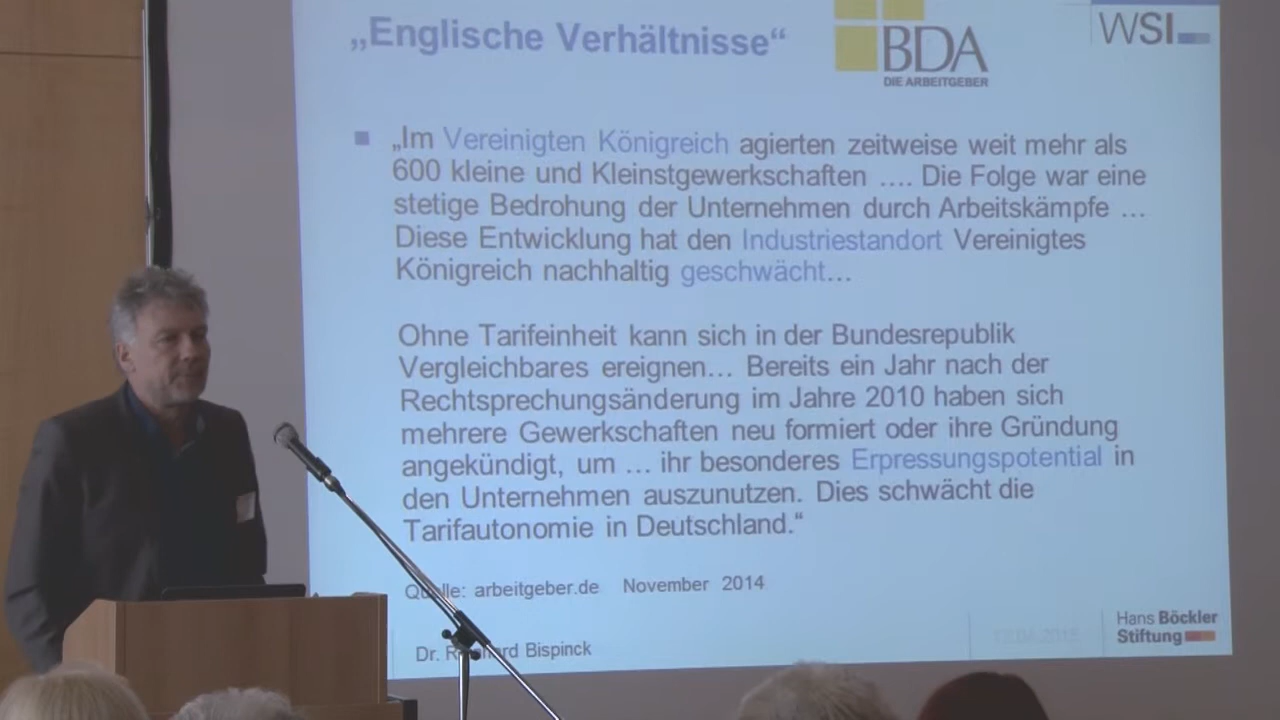 „Englische Verhältnisse“
BDA
DIE ARBEITGEBER
WSI
„Im Vereinigten Königreich agierten zeitweise weit mehr als
600 kleine und Kleinstgewerkschaften .... Die Folge war eine
stetige Bedrohung der Unternehmen durch Arbeitskämpfe ...
Diese Entwicklung hat den Industriestandort Vereinigtes
Königreich nachhaltig geschwächt...
Ohne Tarifeinheit kann sich in der Bundesrepublik
Vergleichbares ereignen... Bereits ein Jahr nach der
Rechtsprechungsänderung im Jahre 2010 haben sich
mehrere Gewerkschaften neu formiert oder ihre Gründung
angekündigt, um ... ihr besonderes Erpressungspotential in
den Unternehmen auszunutzen. Dies schwächt die
Tarifautonomie in Deutschland.“
Quelle: arbeitgeber.de November 2014
Dr. Bispinck
Hans Böckler
Stiftung